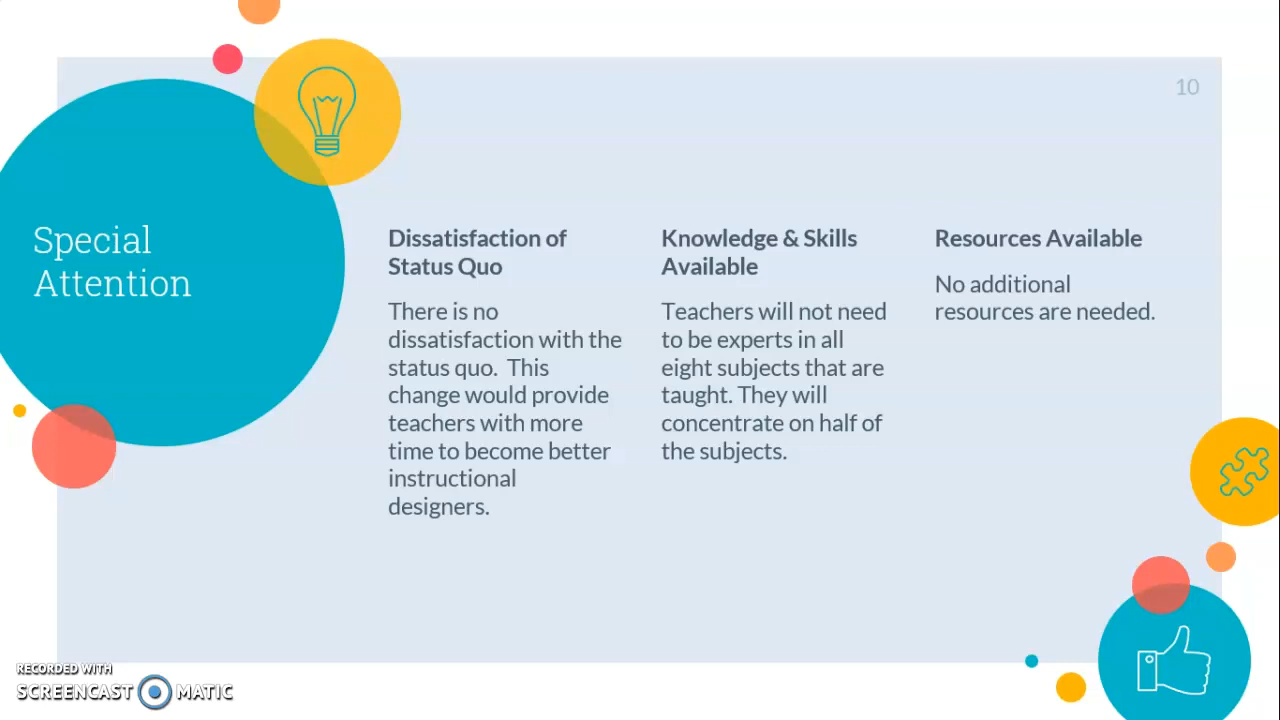 10
Special
Attention
Dissatisfaction of
Status Quo
There is no
dissatisfaction with the
status quo.  This
change would provide
teachers with more
time to become better
instructional
designers.
Knowledge & Skills
Available
Teachers will not need
to be experts in all
eight subjects that are
taught. They will
concentrate on half of
the subjects.
Resources Available
No additional
resources are needed.
RECORDED WITH
SCREENCAST MATIC